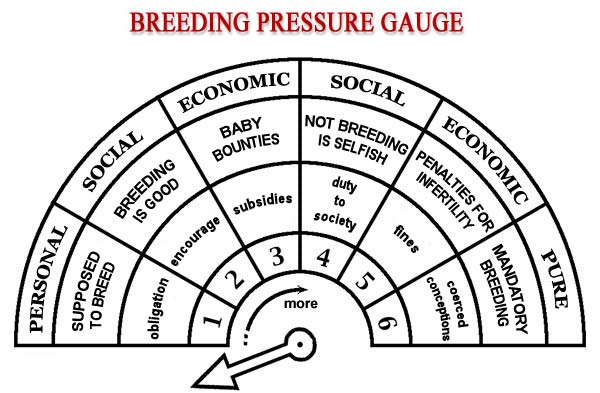 BREEDING PRESSURE GAUGE
PERSONAL
SUPPOSED
TO BREED
obligation
1
SOCIAL
BREEDING
IS GOOD
encourage
2
ECONOMIC
BABY
BOUNTIES
subsidies
3
SOCIAL
NOT BREEDING
IS SELFISH
duty
to
society
4
ECONOMIC
PENALTIES FOR
INFERTILITY
fines
5
PURE
MANDATORY
BREEDING
coerced
conceptions
6
more